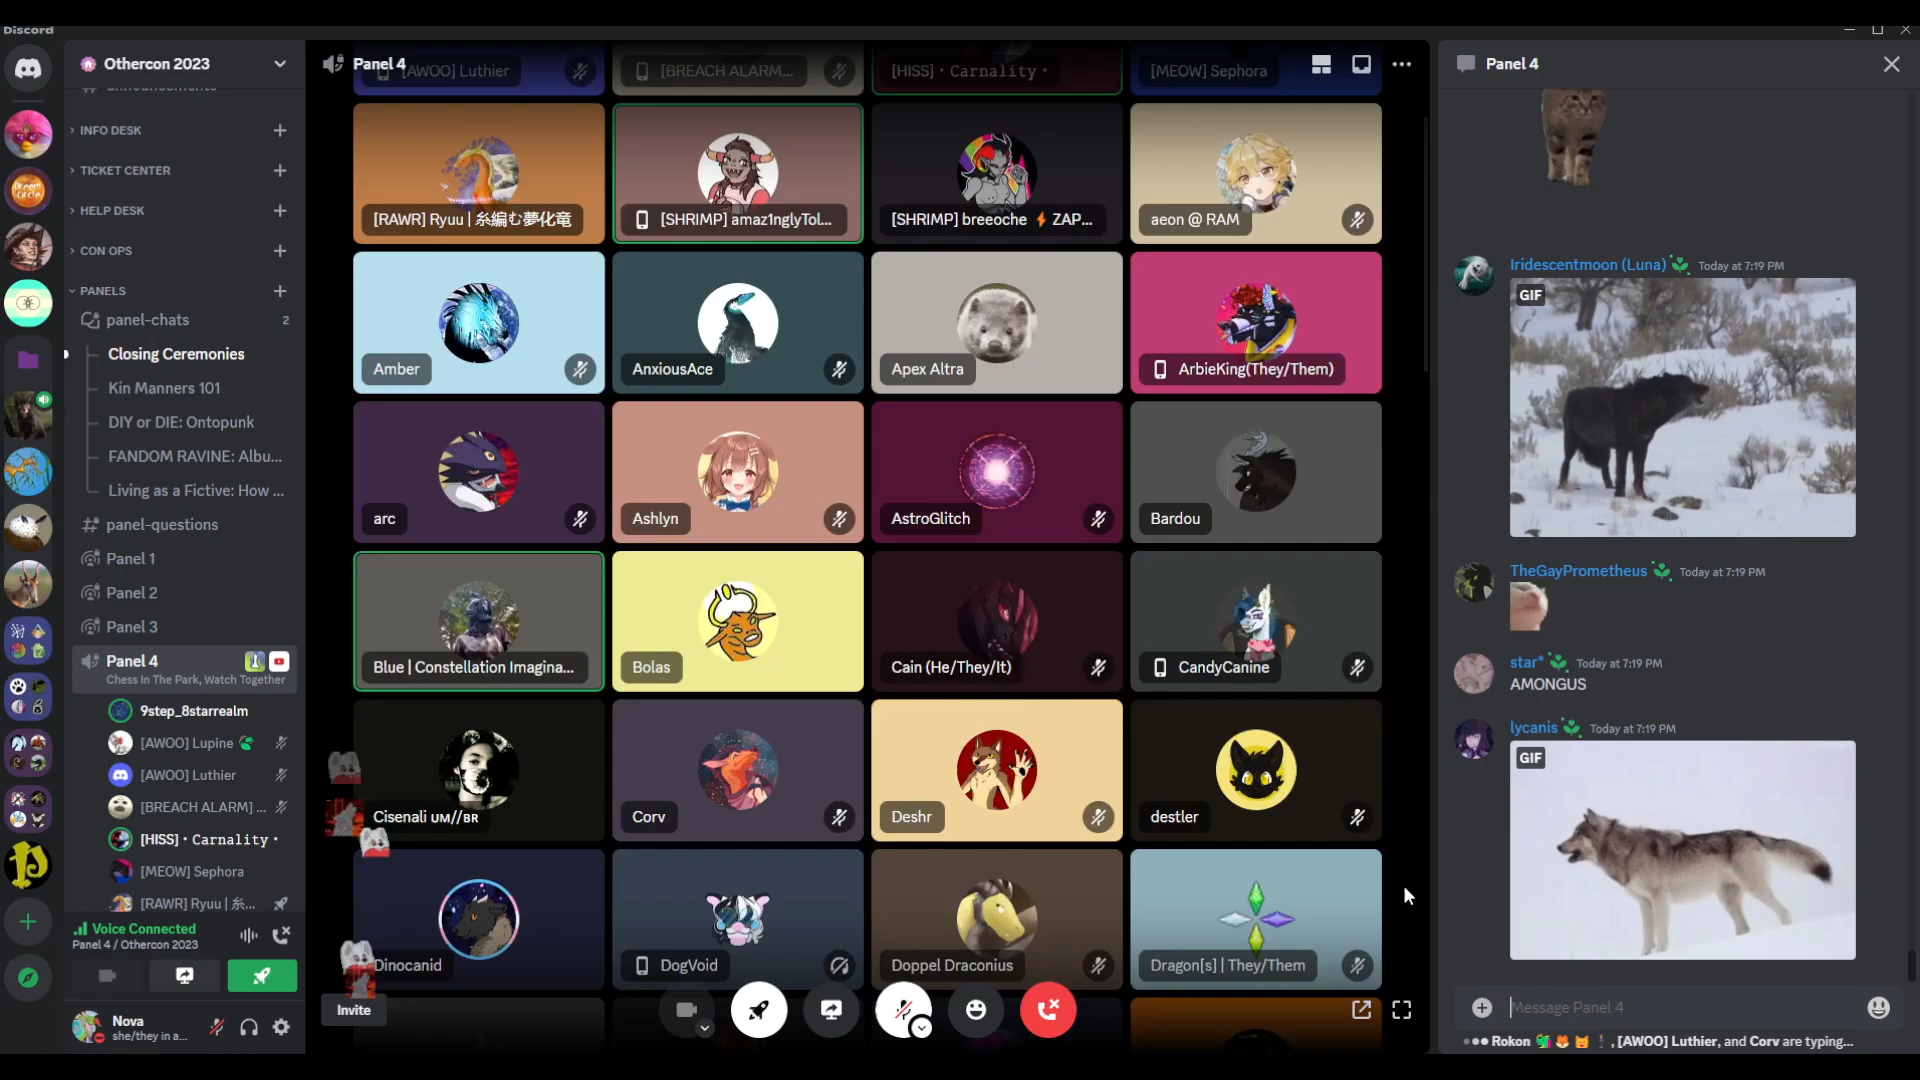 Discord
Othercon 2023
announcements
INFO DESK
TICKET CENTER
HELP DESK
CON OPS
PANELS
panel-chats
2
Closing Ceremonies
Kin Manners 101
DIY or DIE: Ontopunk
FANDOM RAVINE: Albu...
Living as a Fictive: How ...
panel-questions
Panel 1
Panel 2
Panel 3
Panel 4
Chess In The Park, Watch Together
9step_8starrealm
[AWOO] Lupine
[AWOO] Luthier
[BREACH ALARM] ...
[HISS]・Carnality・
[MEOW] Sephora
[RAWR] Ryuu | 糸...
Voice Connected
Panel 4 / Othercon 2023
Nova
she/they in a...
Panel 4
[AWOO] Luthier
[BREACH ALARM...
[HISS]・Carnality・
[MEOW] Sephora
[RAWR] Ryuu | 糸編む夢化竜
[SHRIMP] amaz1nglyTol...
[SHRIMP] breeoche ⚡ ZAP...
aeon @ RAM
Amber
AnxiousAce
Apex Altra
ArbieKing(They/Them)
arc
Ashlyn
AstroGlitch
Bardou
Blue | Constellation Imagina...
Bolas
Cain (He/They/It)
CandyCanine
Cisenali ᴜᴍ//ʙʀ
Corv
Deshr
destler
Dinocanid
DogVoid
Doppel Draconius
Dragon[s] | They/Them
Invite
Panel 4
Iridescentmoon (Luna) Today at 7:19 PM
GIF
TheGayPrometheus Today at 7:19 PM
star* Today at 7:19 PM
AMONGUS
lycanis Today at 7:19 PM
GIF
Message Panel 4
Rokon , [AWOO] Luthier, and Corv are typing...